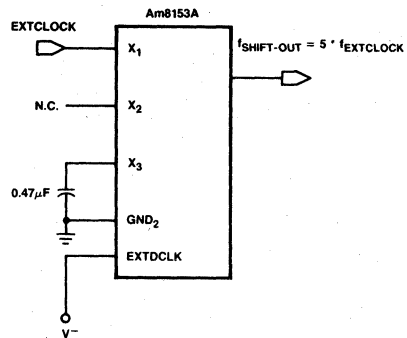 Am8153A
EXTCLOCK
X1
fSHIFT-OUT = 5 * fEXTCLOCK
N.C.
X2
X3
0.47μF
GND2
EXTDCLK
V–